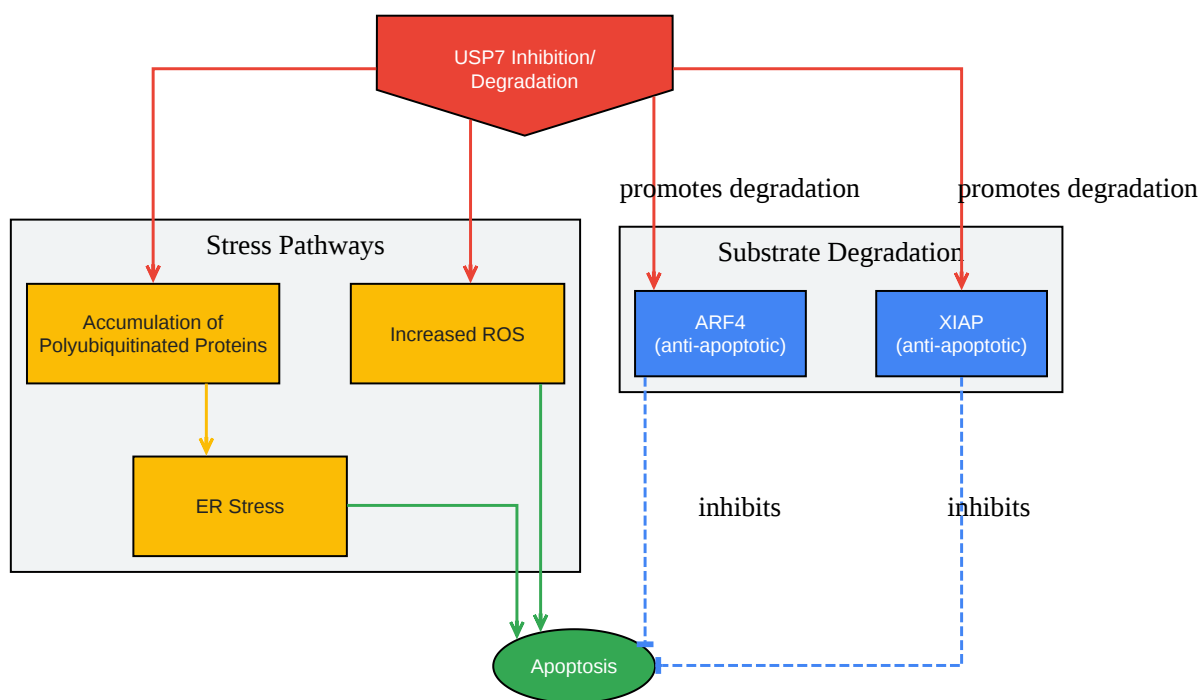 USP7 Inhibition/
Degradation
promotes degradation
promotes degradation
Stress Pathways
Substrate Degradation
Accumulation of
Polyubiquitinated Proteins
Increased ROS
ARF4
(anti-apoptotic)
XIAP
(anti-apoptotic)
ER Stress
inhibits
inhibits
Apoptosis